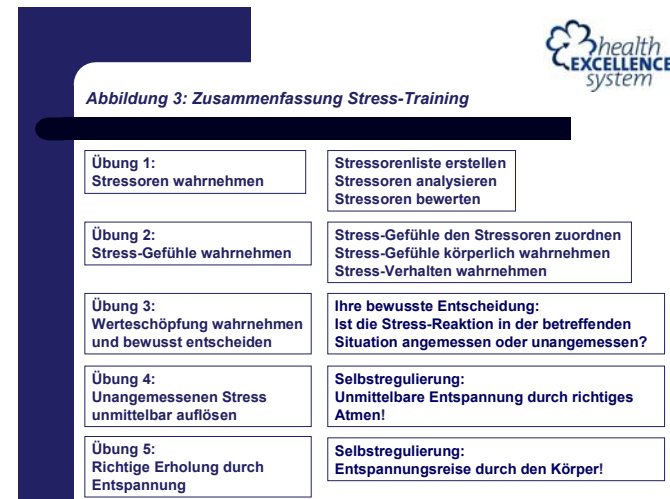 health
EXCELLENCE
system
Abbildung 3: Zusammenfassung Stress-Training
Übung 1:
Stressoren wahrnehmen
Stressorenliste erstellen
Stressoren analysieren
Stressoren bewerten
Übung 2:
Stress-Gefühle wahrnehmen
Stress-Gefühle den Stressoren zuordnen
Stress-Gefühle körperlich wahrnehmen
Stress-Verhalten wahrnehmen
Übung 3:
Werteschöpfung wahrnehmen
und bewusst entscheiden
Ihre bewusste Entscheidung:
Ist die Stress-Reaktion in der betreffenden
Situation angemessen oder unangemessen?
Übung 4:
Unangemessenen Stress
unmittelbar auflösen
Selbstregulierung:
Unmittelbare Entspannung durch richtiges
Atmen!
Übung 5:
Richtige Erholung durch
Entspannung
Selbstregulierung:
Entspannungsreise durch den Körper!